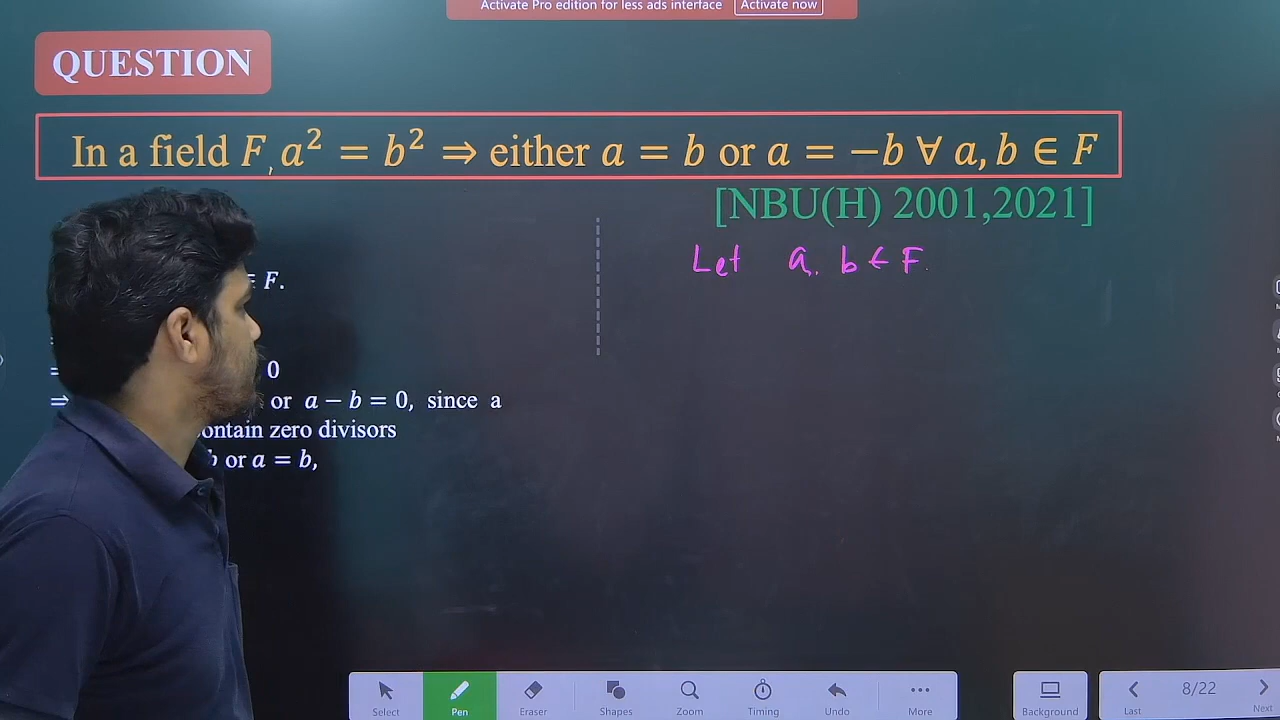 Activate Pro edition for less ads interface Activate now
QUESTION
In a field F, a² = b² ⇒ either a = b or a = −b ∀ a, b ∈ F
[NBU(H) 2001,2021]
Let a, b ∈ F.
F.
0
⇒ or a − b = 0, since a
contain zero divisors
b or a = b,
Select Pen Eraser Shapes Zoom Timing Undo More Background Last 8/22 Next